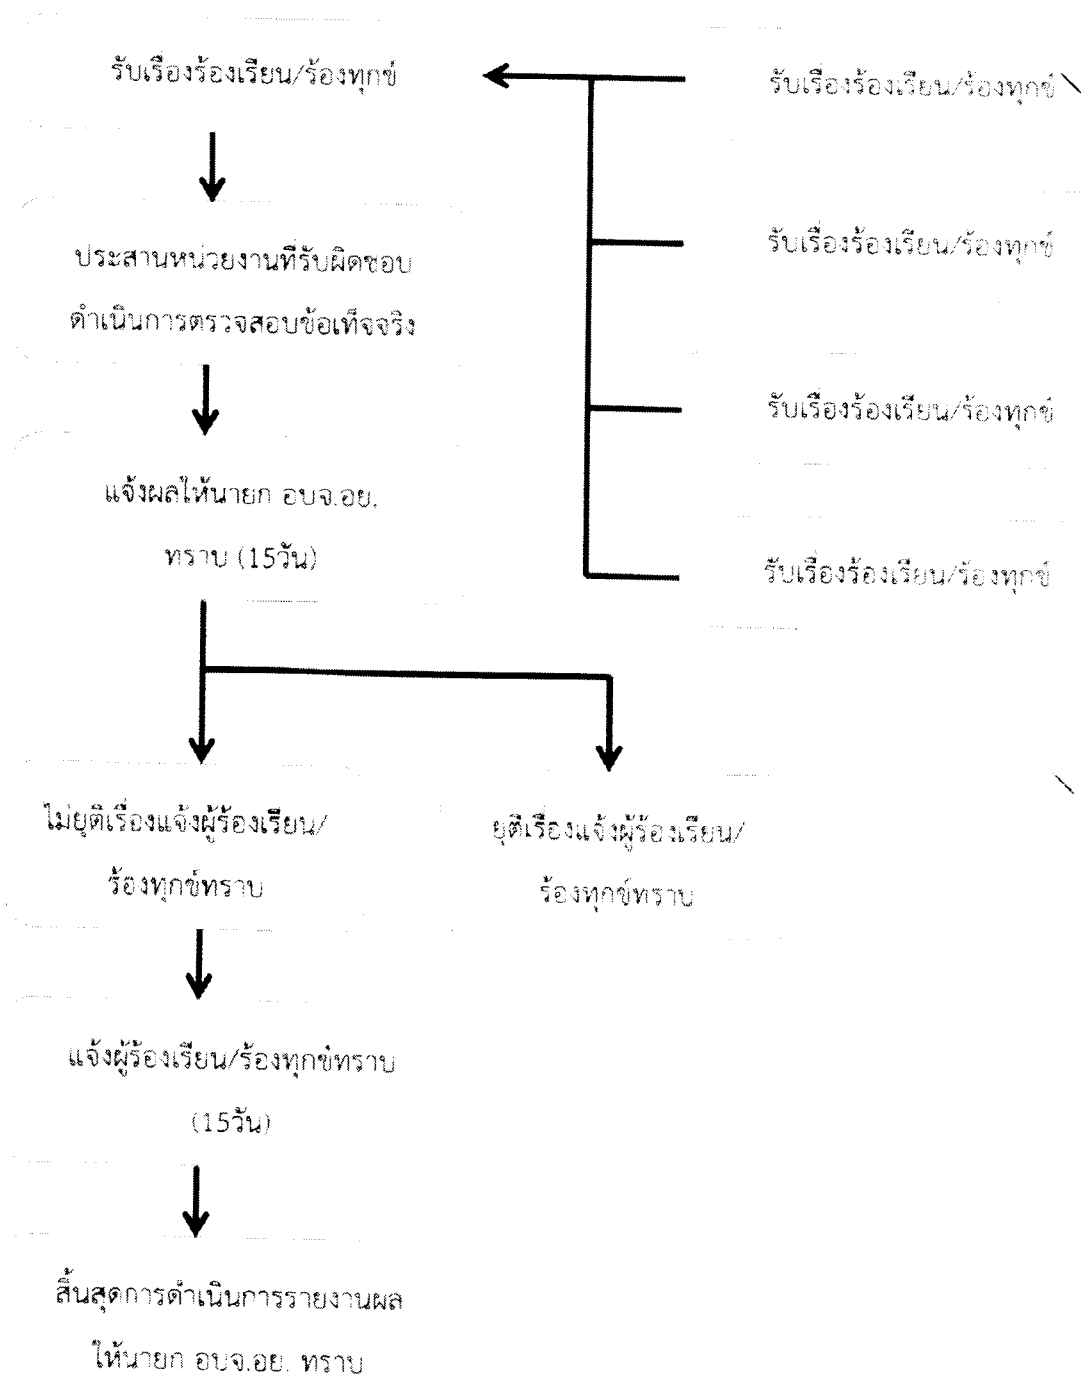 รับเรื่องร้องเรียน/ร้องทุกข์
ประสานหน่วยงานที่รับผิดชอบ
ดำเนินการตรวจสอบข้อเท็จจริง
แจ้งผลให้นายก อบจ.อย.
ทราบ (15วัน)
ไม่ยุติเรื่องแจ้งผู้ร้องเรียน/
ร้องทุกข์ทราบ
ยุติเรื่องแจ้งผู้ร้องเรียน/
ร้องทุกข์ทราบ
แจ้งผู้ร้องเรียน/ร้องทุกข์ทราบ
(15วัน)
สิ้นสุดการดำเนินการรายงานผล
ให้นายก อบจ.อย. ทราบ
รับเรื่องร้องเรียน/ร้องทุกข์
รับเรื่องร้องเรียน/ร้องทุกข์
รับเรื่องร้องเรียน/ร้องทุกข์
รับเรื่องร้องเรียน/ร้องทุกข์